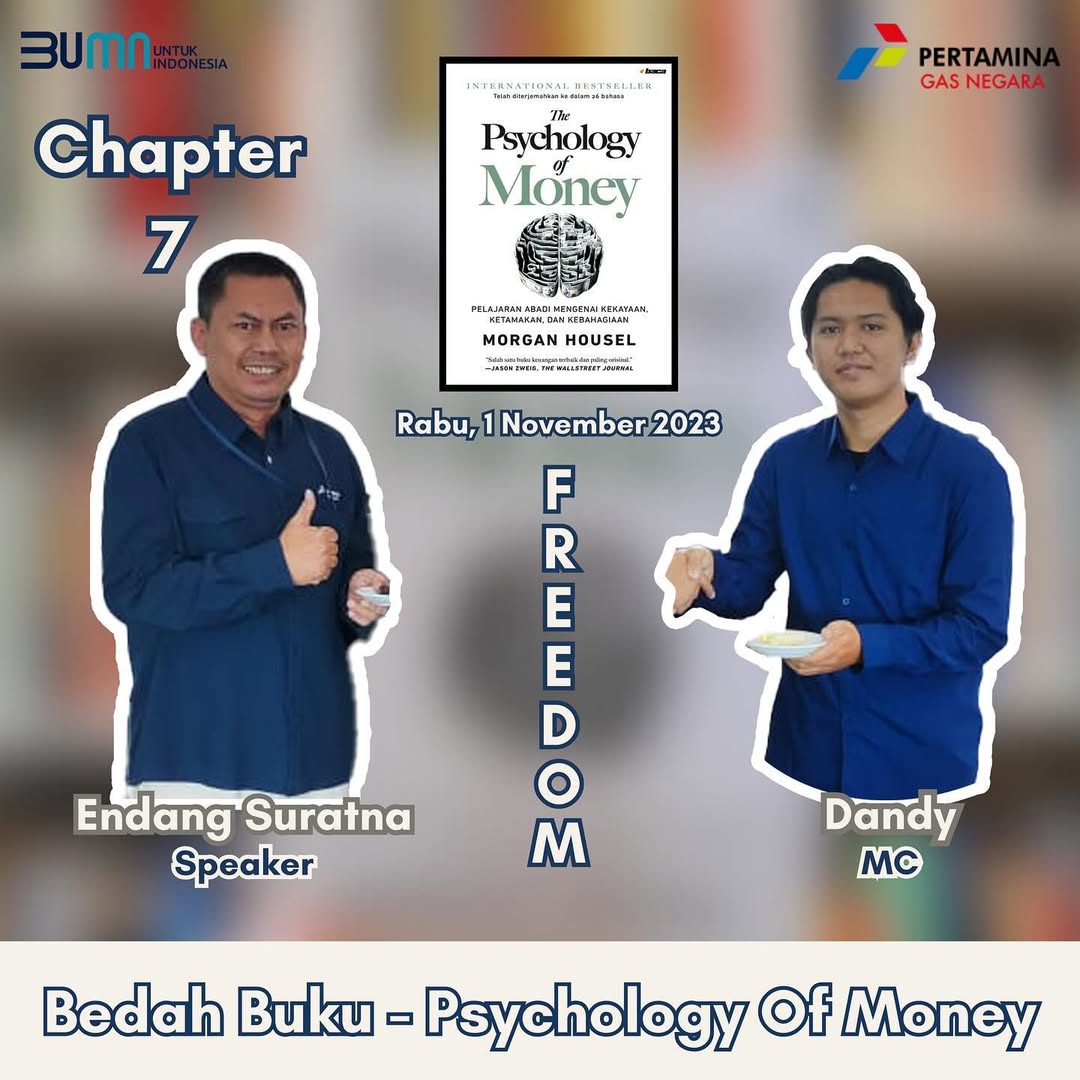 BUMN UNTUK
INDONESIA
PERTAMINA
GAS NEGARA
Chapter
7
baca
INTERNATIONAL BESTSELLER
Telah diterjemahkan ke dalam 26 bahasa
The
Psychology
of
Money
PELAJARAN ABADI MENGENAI KEKAYAAN,
KETAMAKAN, DAN KEBAHAGIAAN
MORGAN HOUSEL
"Salah satu buku keuangan terbaik dan paling orisinal."
—JASON ZWEIG, THE WALLSTREET JOURNAL
Rabu, 1 November 2023
FREEDOM
Endang Suratna
Speaker
Dandy
MC
Bedah Buku - Psychology Of Money